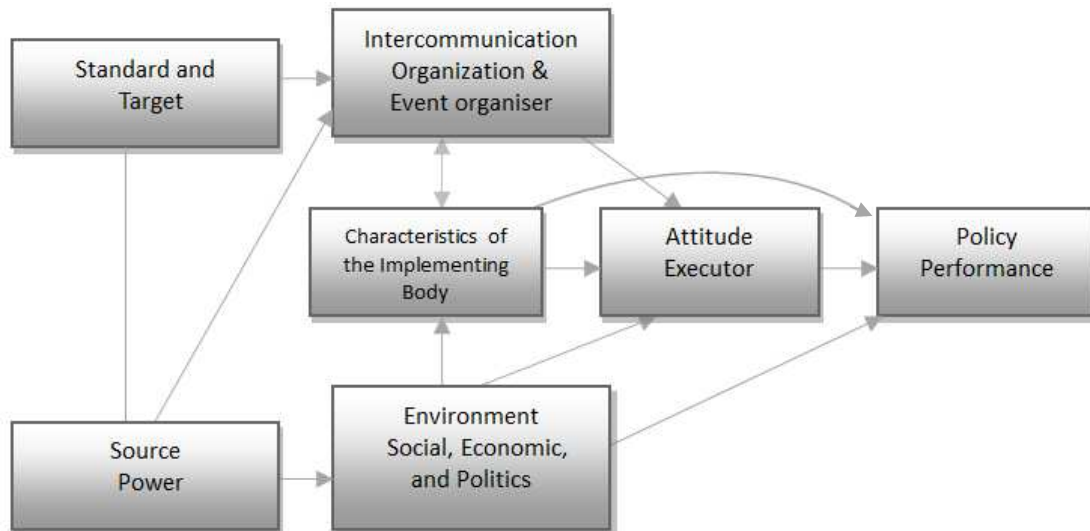 Standard and
Target
Intercommunication
Organization &
Event organiser
Characteristics of
the Implementing
Body
Attitude
Executor
Policy
Performance
Source
Power
Environment
Social, Economic,
and Politics